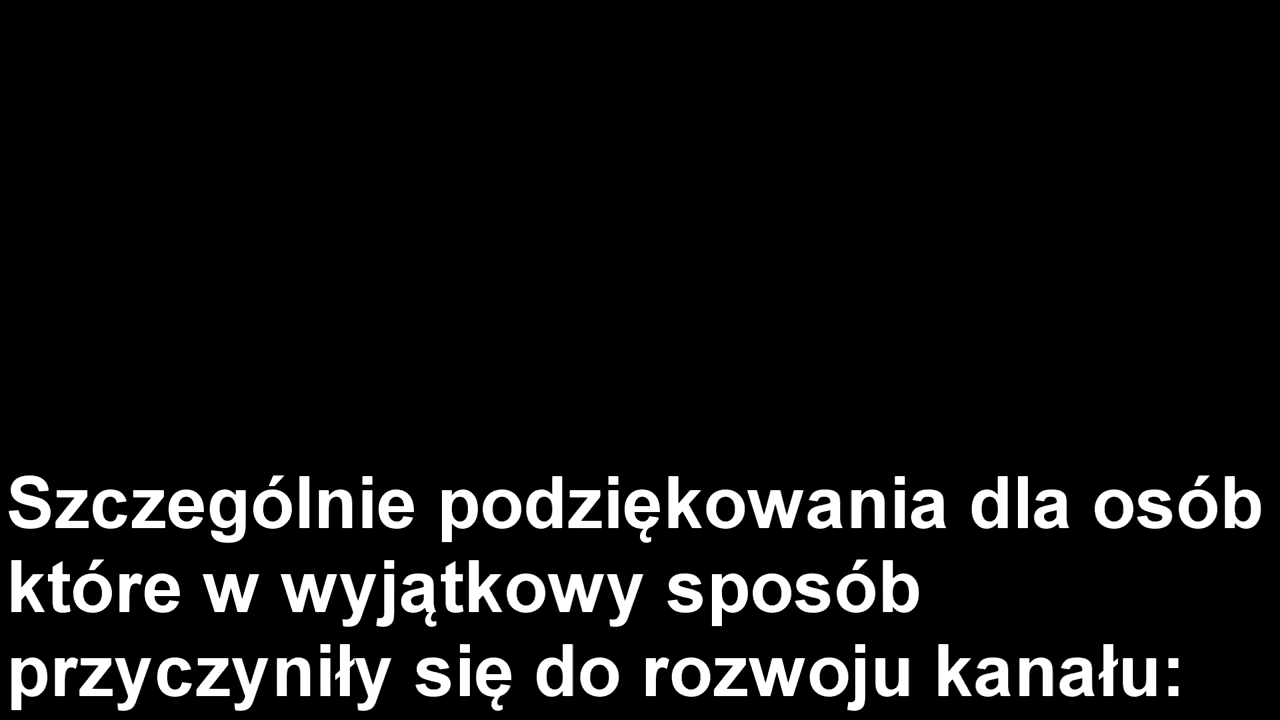 Szczególnie podziękowania dla osób
które w wyjątkowy sposób
przyczyniły się do rozwoju kanału: